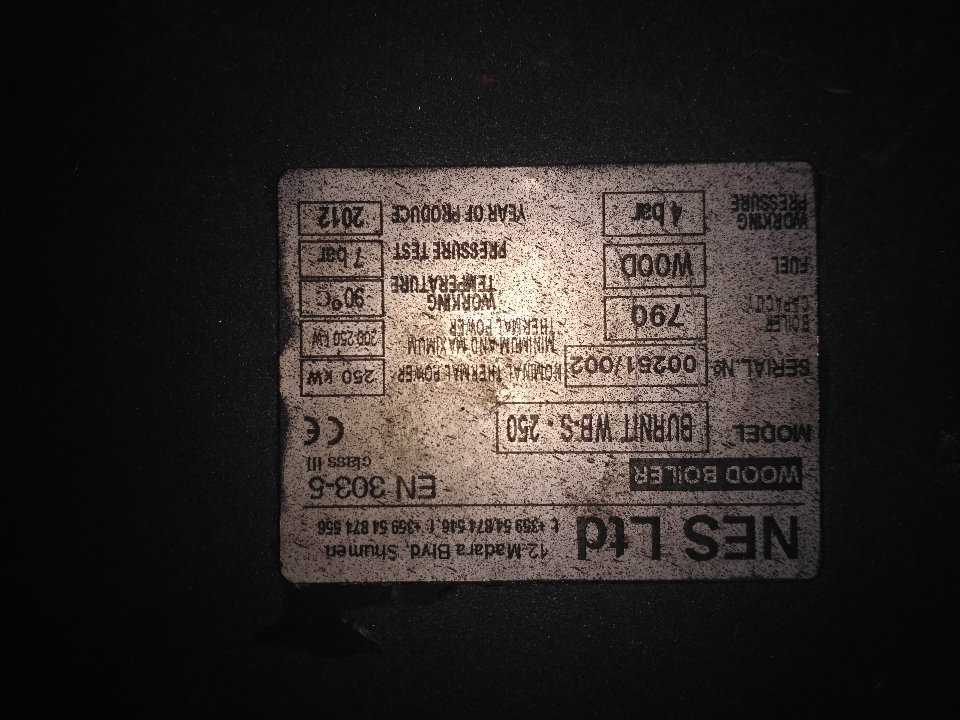 NES Ltd
12 Madara Blvd, Shumen
t. +359 54 874 546, f. +359 54 874 556
WOOD BOILER
EN 303-5
class III
MODEL BURNIT WB-S - 250
CE
SERIAL № 00251/002
NOMINAL THERMAL POWER 250 kW
BOILER CAPACITY 790
MINIMUM AND MAXIMUM THERMAL POWER 250 kW
FUEL WOOD
WORKING TEMPERATURE 90°C
PRESSURE TEST 7 bar
WORKING PRESSURE 4 bar
YEAR OF PRODUCE 2012